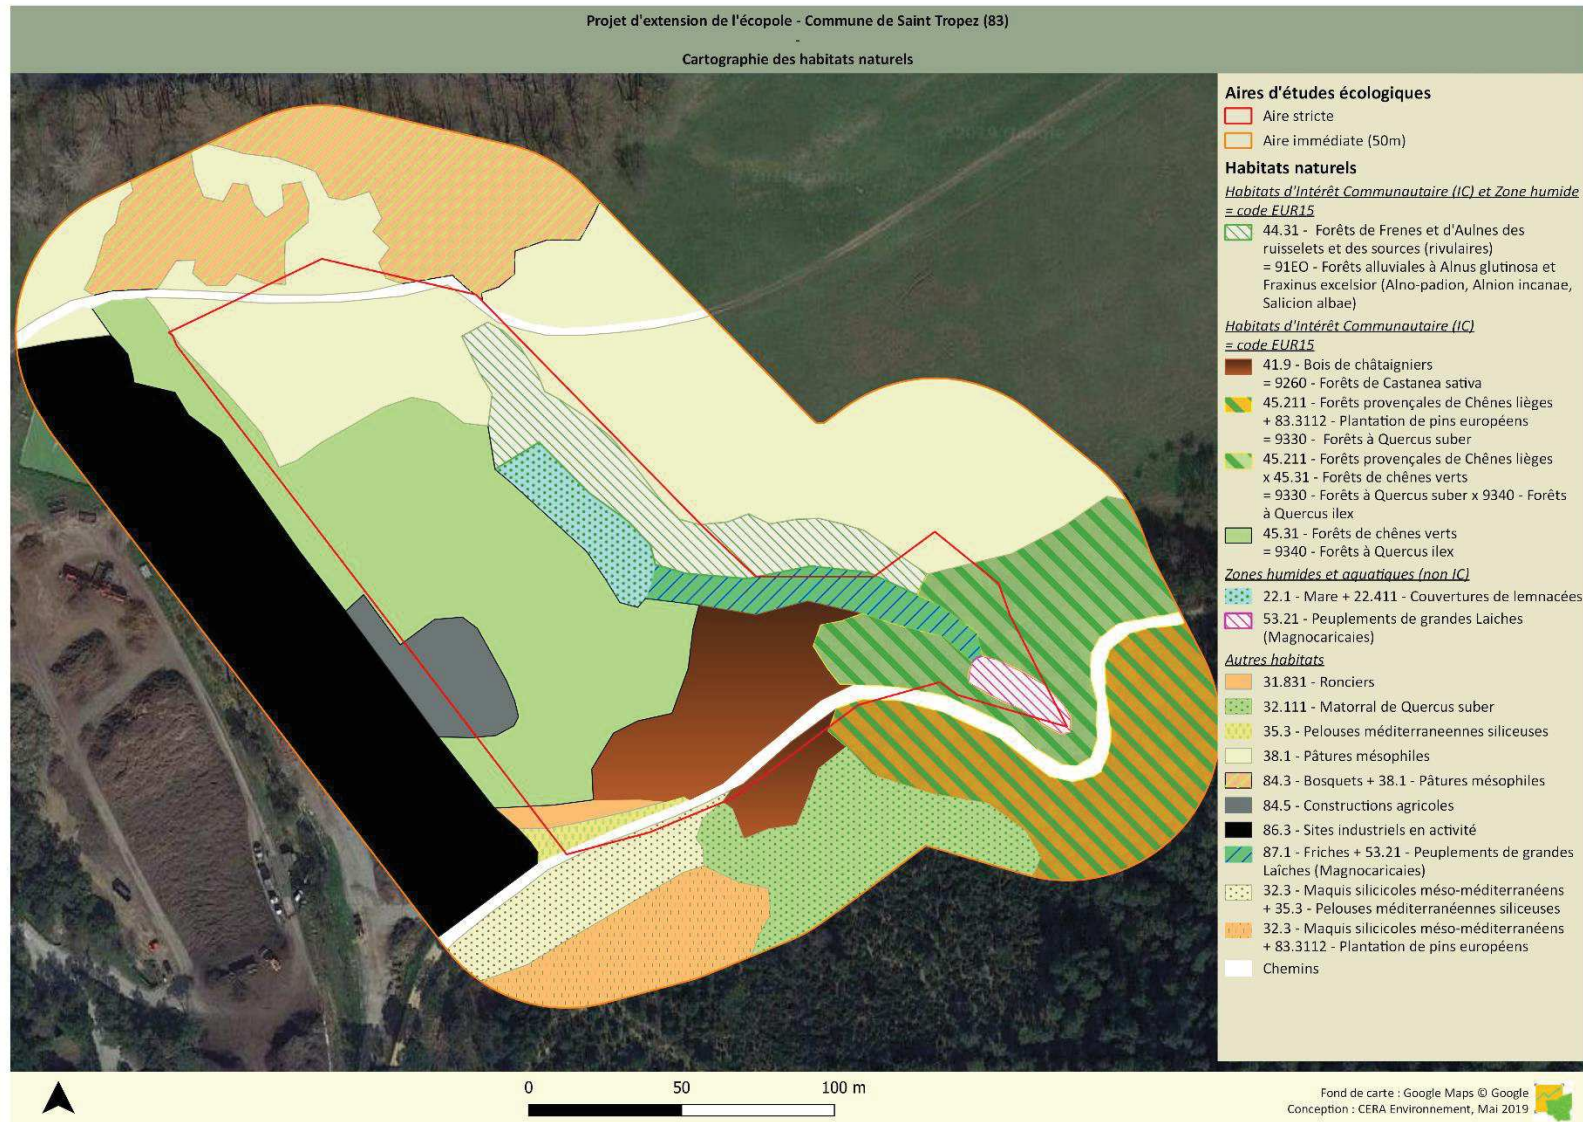 Projet d'extension de l'écopole - Commune de Saint Tropez (83)
-
Cartographie des habitats naturels
Aires d'études écologiques
Aire stricte
Aire immédiate (50m)
Habitats naturels
Habitats d'Intérêt Communautaire (IC) et Zone humide
= code EUR15
44.31 - Forêts de Frenes et d'Aulnes des
ruisselets et des sources (rivulaires)
= 91EO - Forêts alluviales à Alnus glutinosa et
Fraxinus excelsior (Alno-padion, Alnion incanae,
Salicion albae)
Habitats d'Intérêt Communautaire (IC)
= code EUR15
41.9 - Bois de châtaigniers
= 9260 - Forêts de Castanea sativa
45.211 - Forêts provençales de Chênes lièges
+ 83.3112 - Plantation de pins européens
= 9330 - Forêts à Quercus suber
45.211 - Forêts provençales de Chênes lièges
x 45.31 - Forêts de chênes verts
= 9330 - Forêts à Quercus suber x 9340 - Forêts
à Quercus ilex
45.31 - Forêts de chênes verts
= 9340 - Forêts à Quercus ilex
Zones humides et aquatiques (non IC)
22.1 - Mare + 22.411 - Couvertures de lemnacées
53.21 - Peuplements de grandes Laiches
(Magnocaricaies)
Autres habitats
31.831 - Ronciers
32.111 - Matorral de Quercus suber
35.3 - Pelouses méditerraneennes siliceuses
38.1 - Pâtures mésophiles
84.3 - Bosquets + 38.1 - Pâtures mésophiles
84.5 - Constructions agricoles
86.3 - Sites industriels en activité
87.1 - Friches + 53.21 - Peuplements de grandes
Laîches (Magnocaricaies)
32.3 - Maquis silicicoles méso-méditerranéens
+ 35.3 - Pelouses méditerranéennes siliceuses
32.3 - Maquis silicicoles méso-méditerranéens
+ 83.3112 - Plantation de pins européens
Chemins
0 50 100 m
Fond de carte : Google Maps © Google
Conception : CERA Environnement, Mai 2019